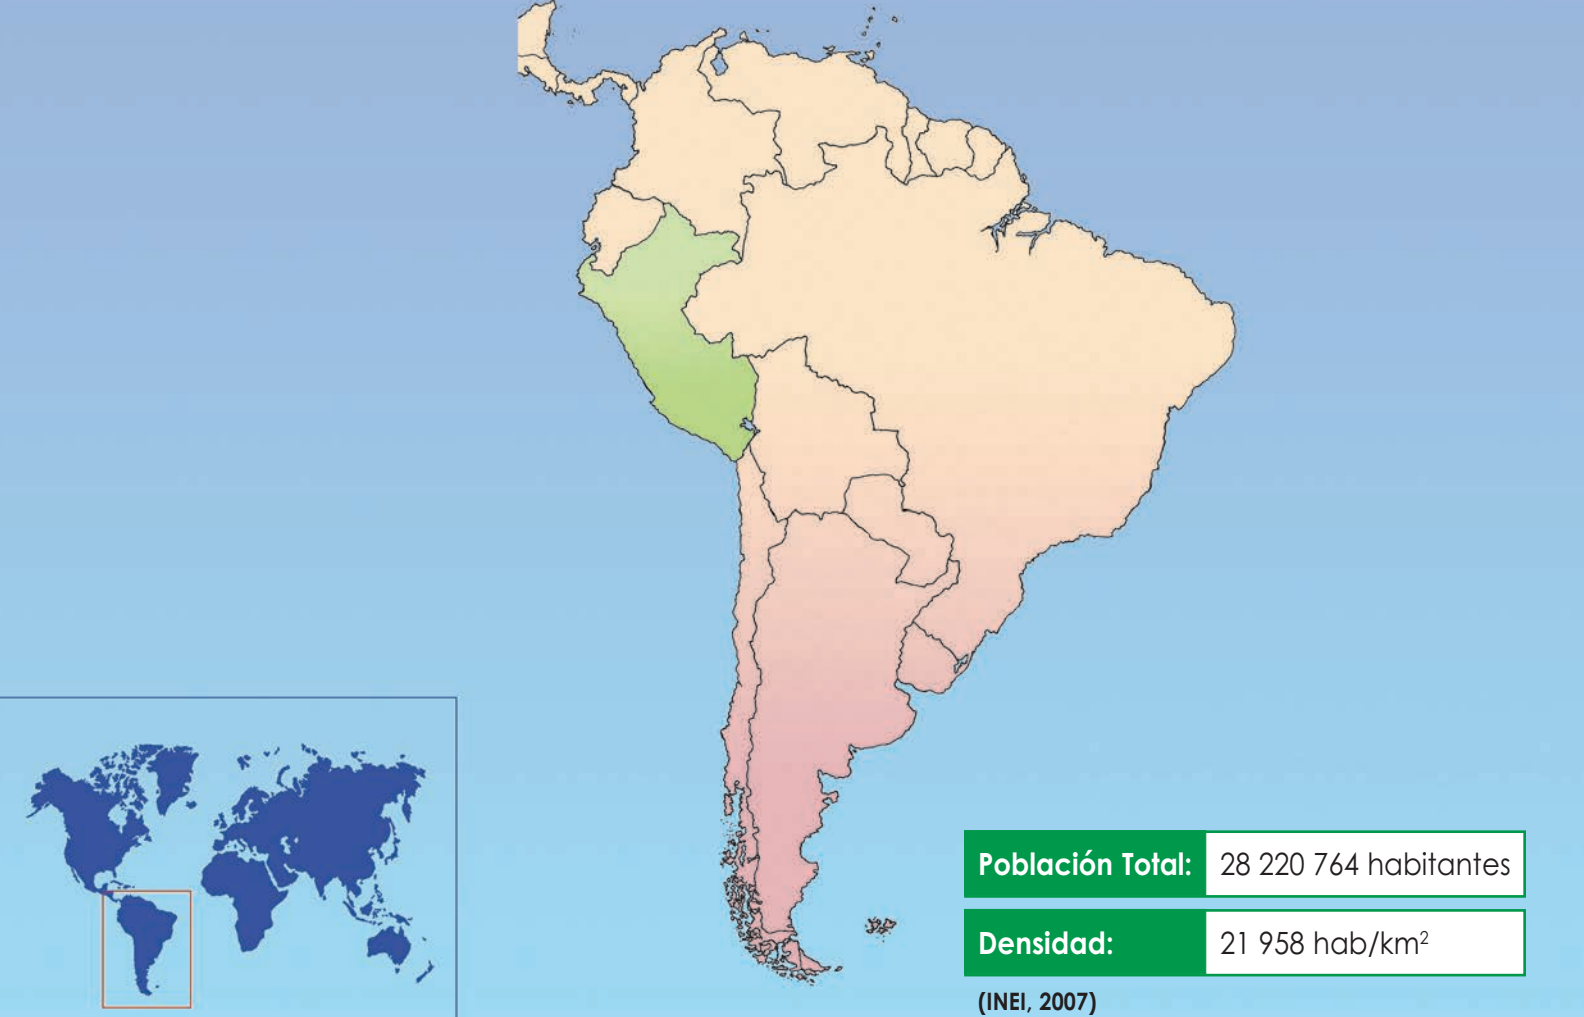 Población Total: 28 220 764 habitantes
Densidad: 21 958 hab/km²
(INEI, 2007)